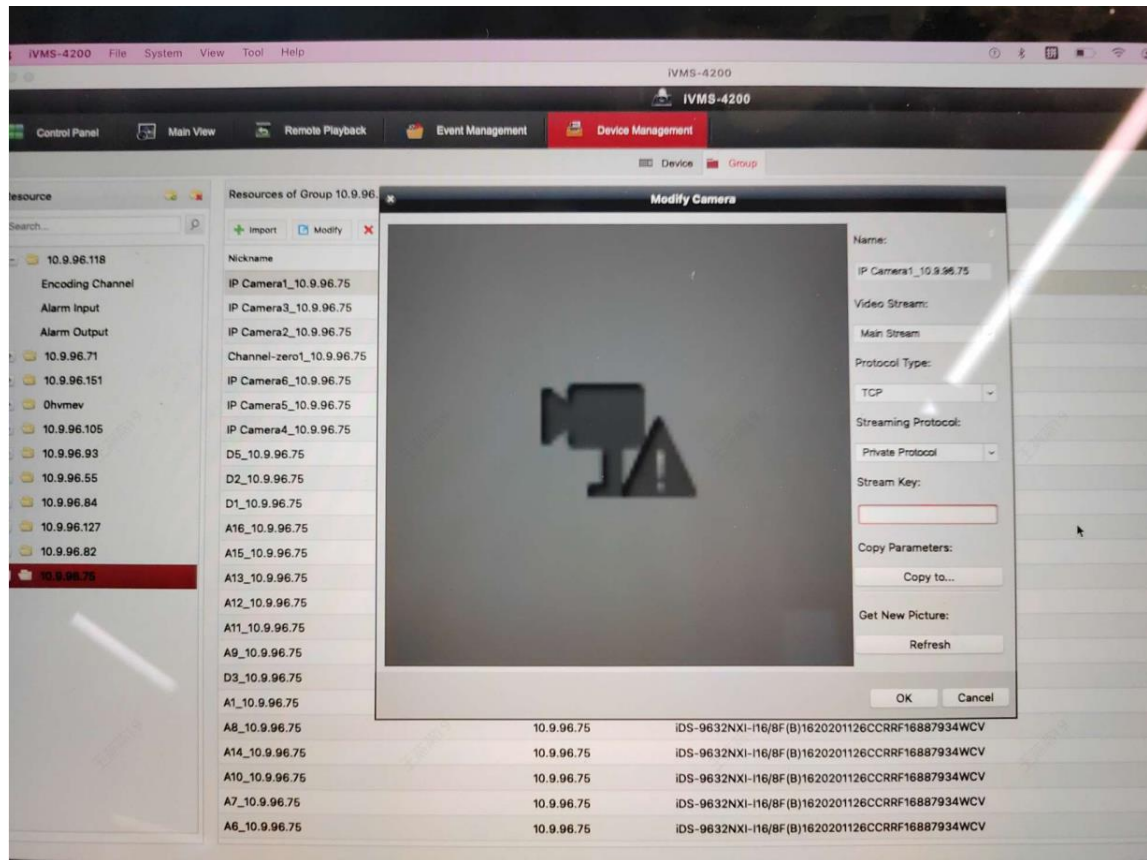 iVMS-4200 File System View Tool Help
iVMS-4200
iVMS-4200
Control Panel Main View Remote Playback Event Management Device Management
Device Group
Resource
Search...
10.9.96.118
Encoding Channel
Alarm Input
Alarm Output
10.9.96.71
10.9.96.151
0hvmev
10.9.96.105
10.9.96.93
10.9.96.55
10.9.96.84
10.9.96.127
10.9.96.82
10.9.96.75
Resources of Group 10.9.96.
Import Modify
Nickname
IP Camera1_10.9.96.75
IP Camera3_10.9.96.75
IP Camera2_10.9.96.75
Channel-zero1_10.9.96.75
IP Camera6_10.9.96.75
IP Camera5_10.9.96.75
IP Camera4_10.9.96.75
D5_10.9.96.75
D2_10.9.96.75
D1_10.9.96.75
A16_10.9.96.75
A15_10.9.96.75
A13_10.9.96.75
A12_10.9.96.75
A11_10.9.96.75
A9_10.9.96.75
D3_10.9.96.75
A1_10.9.96.75
A8_10.9.96.75 10.9.96.75 iDS-9632NXI-I16/8F(B)1620201126CCRRF16887934WCV
A14_10.9.96.75 10.9.96.75 iDS-9632NXI-I16/8F(B)1620201126CCRRF16887934WCV
A10_10.9.96.75 10.9.96.75 iDS-9632NXI-I16/8F(B)1620201126CCRRF16887934WCV
A7_10.9.96.75 10.9.96.75 iDS-9632NXI-I16/8F(B)1620201126CCRRF16887934WCV
A6_10.9.96.75 10.9.96.75 iDS-9632NXI-I16/8F(B)1620201126CCRRF16887934WCV
Modify Camera
Name:
IP Camera1_10.9.96.75
Video Stream:
Main Stream
Protocol Type:
TCP
Streaming Protocol:
Private Protocol
Stream Key:
Copy Parameters:
Copy to...
Get New Picture:
Refresh
OK Cancel